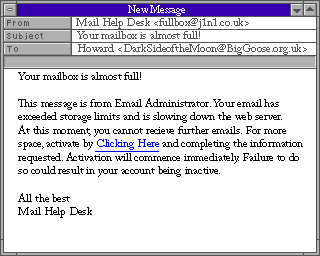 New Message
From Mail Help Desk <fullbox@j1n1.co.uk>
Subject Your mailbox is almost full!
To Howard <DarkSideoftheMoon@BigGoose.org.uk>
Your mailbox is almost full!
This message is from Email Administrator. Your email has
exceeded storage limits and is slowing down the web server.
At this moment, you cannot recieve further emails. For more
space, activate by Clicking Here and completing the information
requested. Activation will commence immediately. Failure to do
so could result in your account being inactive.
All the best
Mail Help Desk